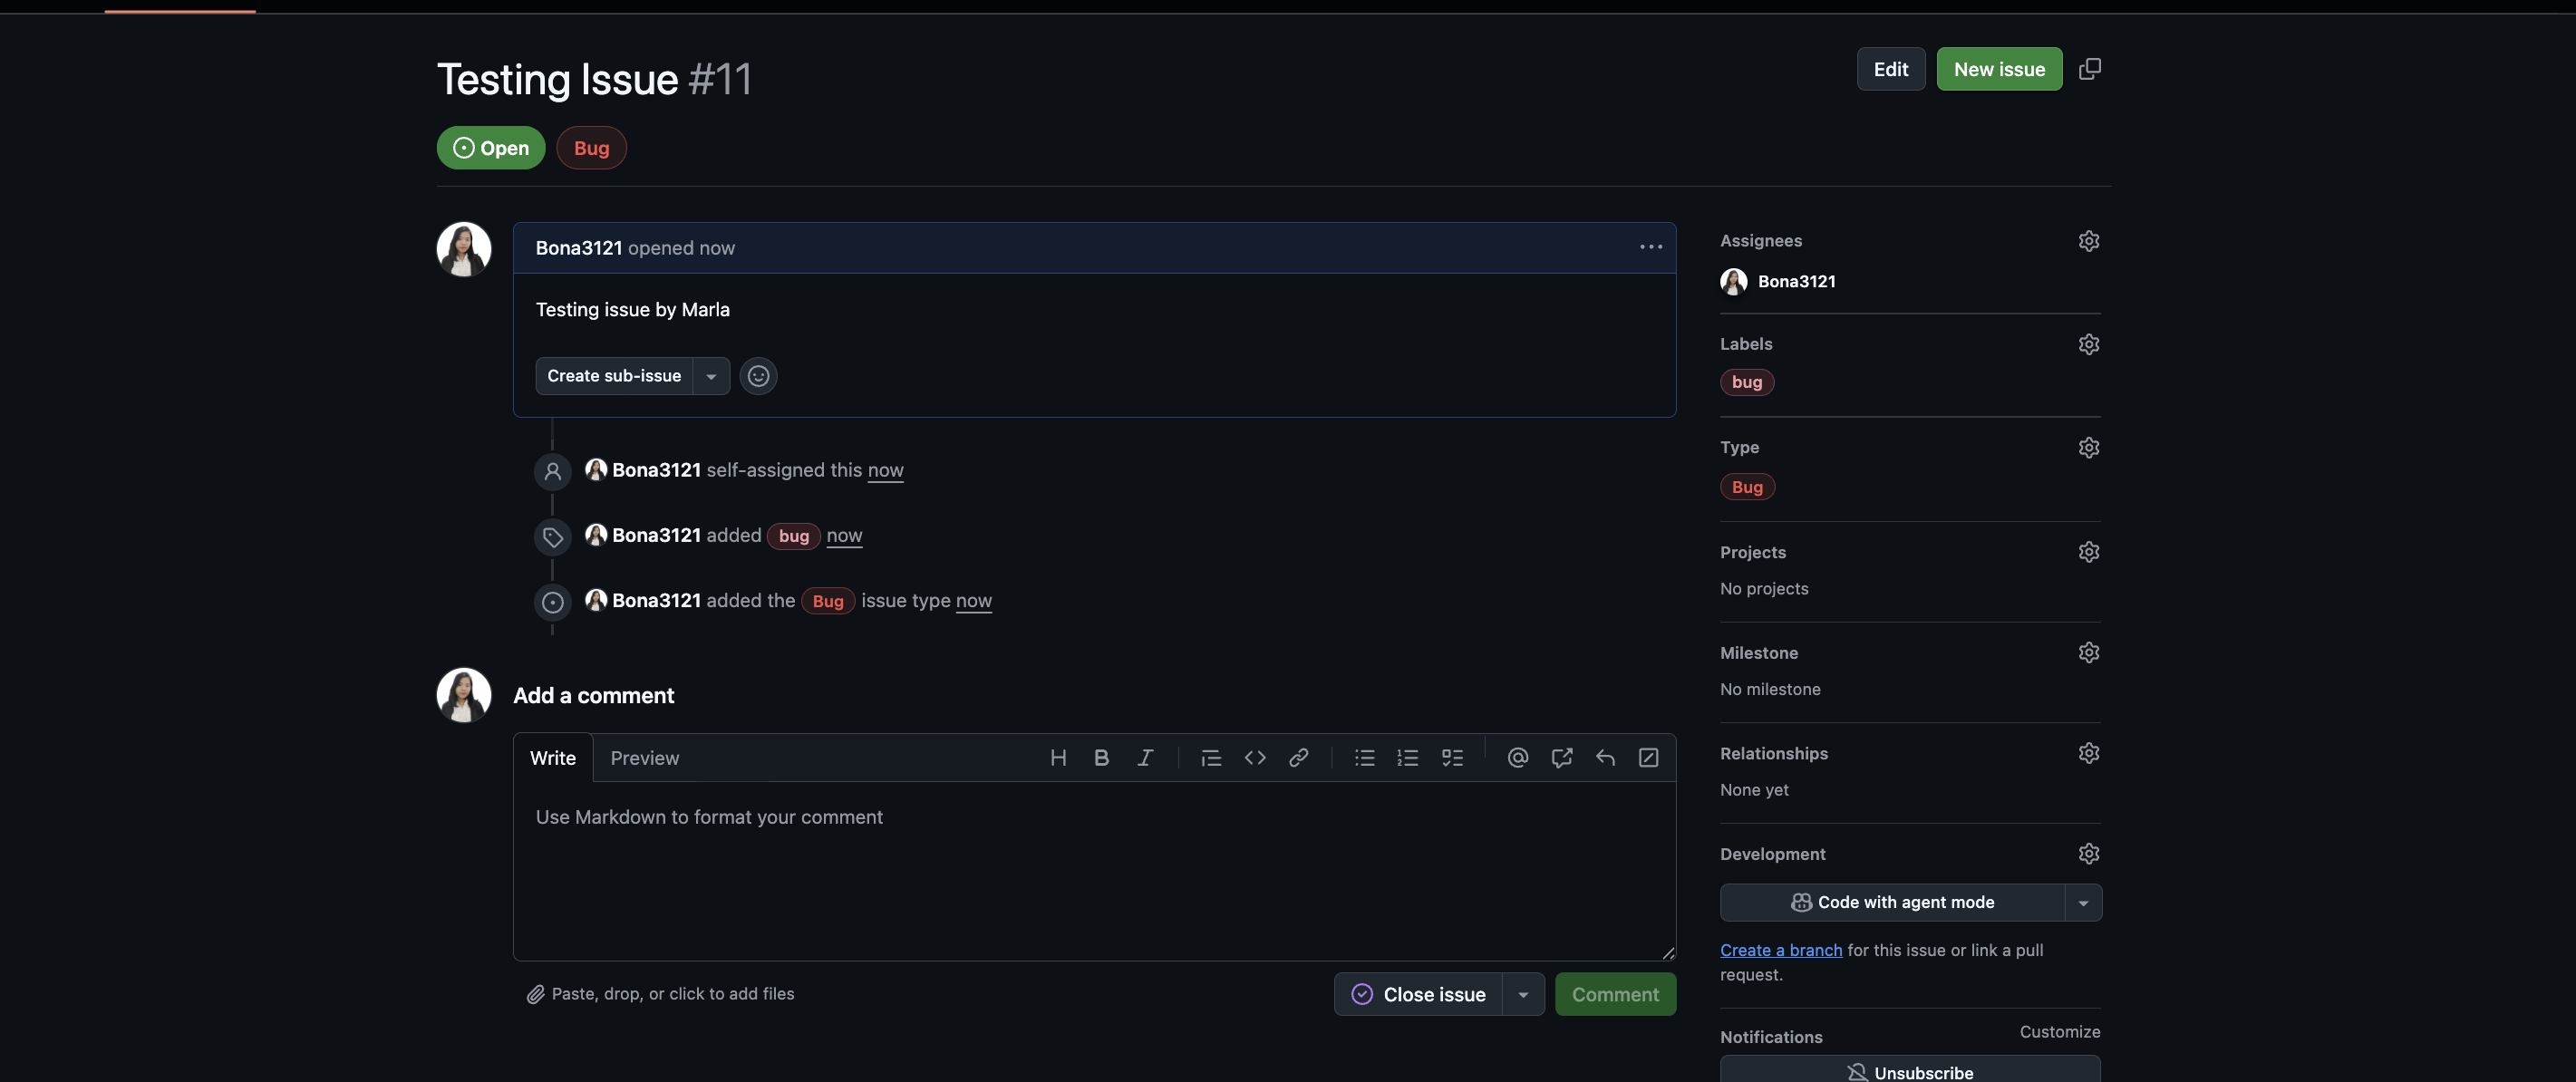 Testing Issue #11
Edit
New issue
Open
Bug
Bona3121 opened now
Testing issue by Marla
Create sub-issue
Bona3121 self-assigned this now
Bona3121 added bug now
Bona3121 added the Bug issue type now
Add a comment
Write
Preview
Use Markdown to format your comment
Paste, drop, or click to add files
Close issue
Comment
Assignees
Bona3121
Labels
bug
Type
Bug
Projects
No projects
Milestone
No milestone
Relationships
None yet
Development
Code with agent mode
Create a branch for this issue or link a pull
request.
Notifications
Customize
Unsubscribe